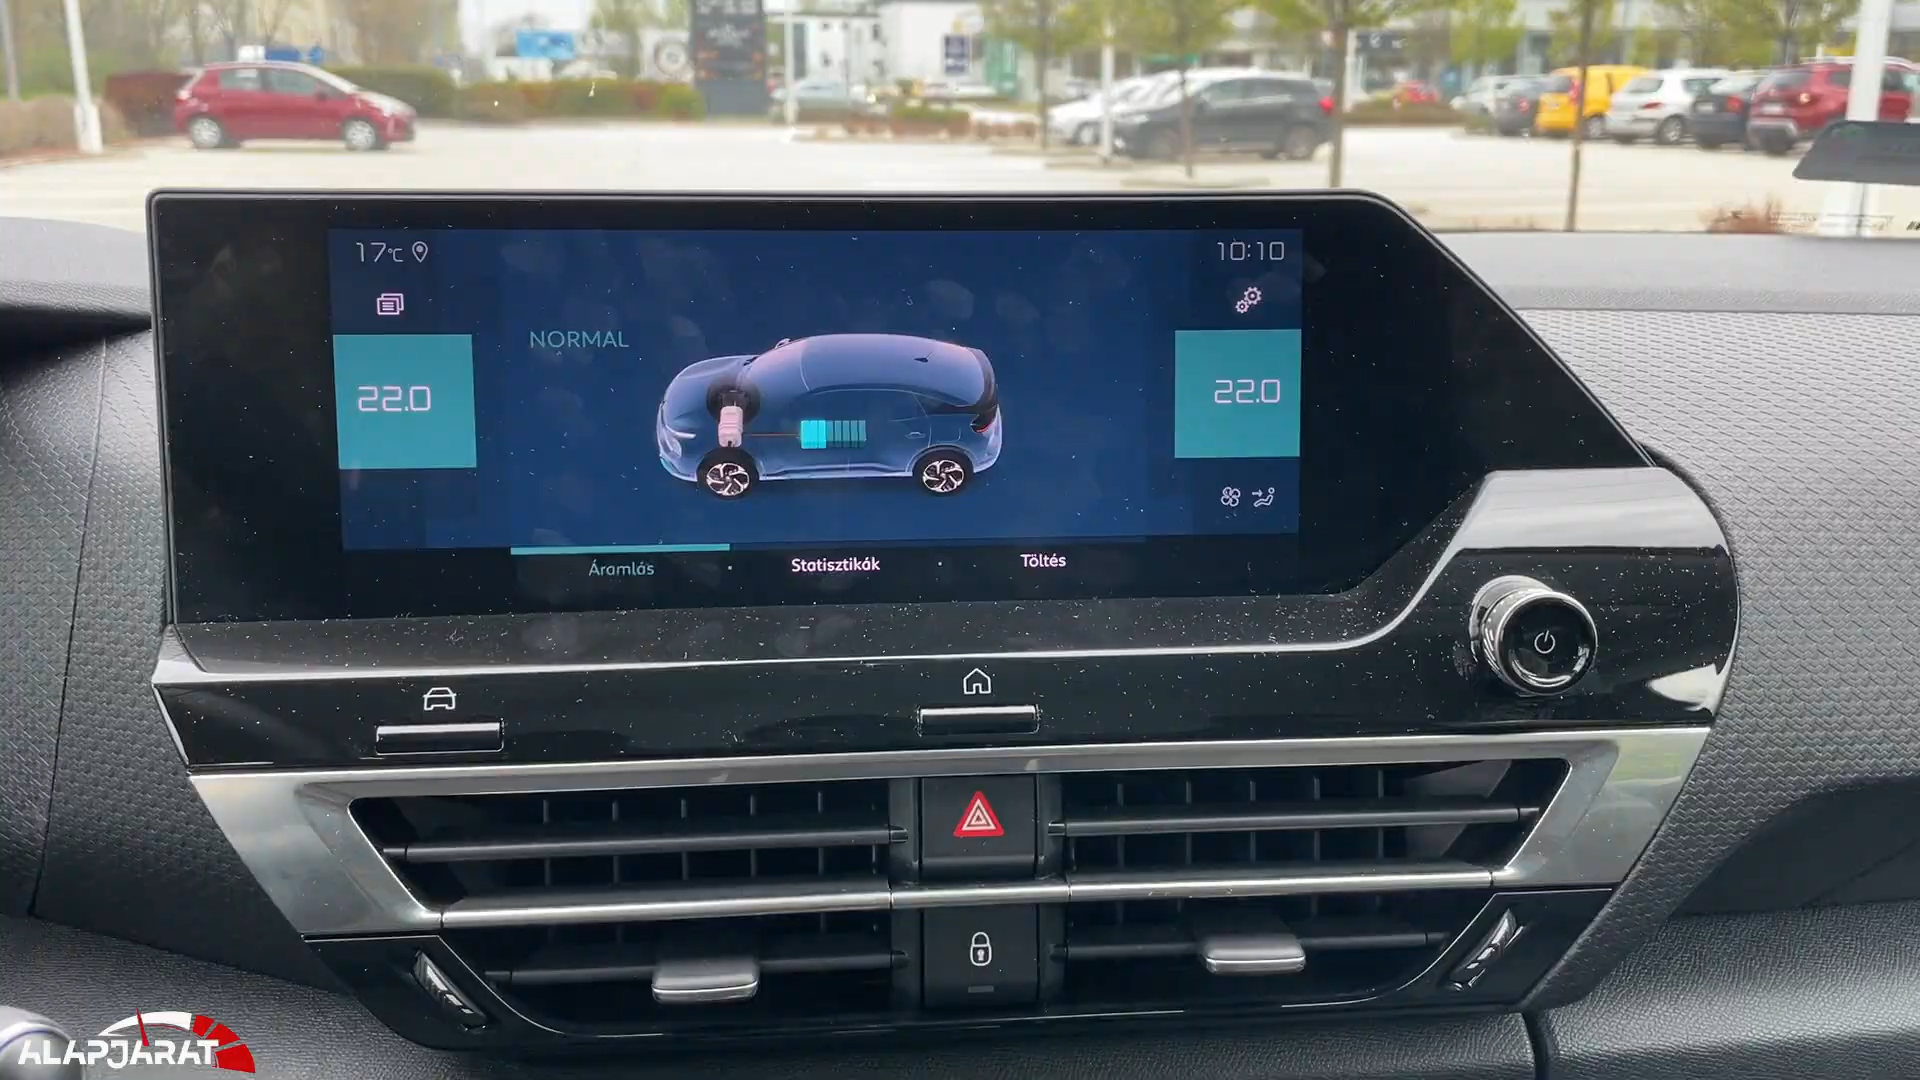 17°C
10:10
NORMAL
22.0
22.0
Áramlás
Statisztikák
Töltés
ALAPJÁRAT